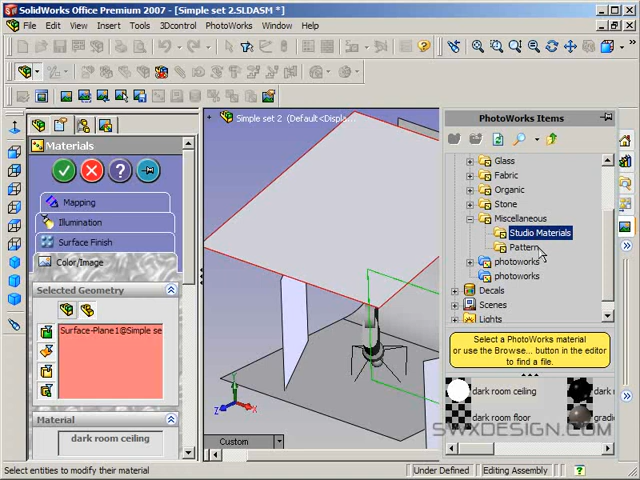 SolidWorks Office Premium 2007 - [Simple set 2.SLDASM *]
File Edit View Insert Tools 3Dcontrol PhotoWorks Window Help
Simple set 2 (Default<Displa...
Materials
Mapping
Illumination
Surface Finish
Color/Image
Selected Geometry
Surface-Plane1@Simple se
Material
dark room ceiling
Custom
PhotoWorks Items
Glass
Fabric
Organic
Stone
Miscellaneous
Studio Materials
Pattern
photoworks
photoworks
Decals
Scenes
Lights
Select a PhotoWorks material
or use the Browse... button in the editor
to find a file.
dark room ceiling
dark room floor
SWXDESIGN.COM
Select entities to modify their material
Under Defined
Editing Assembly